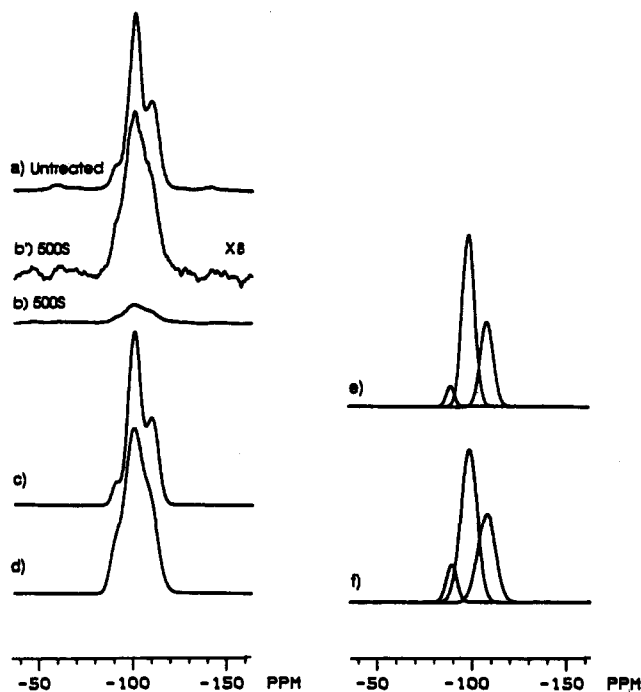 a) Untreated
b') 500S X8
b) 500S
c)
d)
e)
f)
-50 -100 -150 PPM
-50 -100 -150 PPM